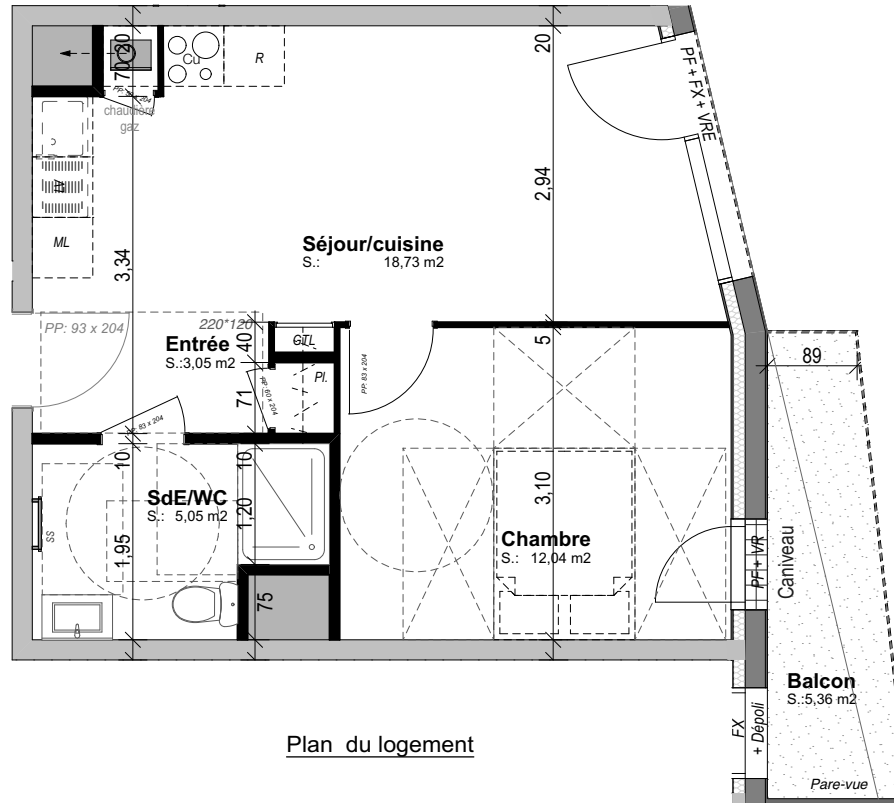 20
70
Cu
R
20
PP: 70 x 204
chaudière
gaz
PF + FX + VRE
2,94
LV
ML
3,34
Séjour/cuisine
S.: 18,73 m2
PP: 93 x 204
220*120
Entrée
S.:3,05 m2
40
GTL
5
89
PP: 83 x 204
Pl.
PP: 60 x 204
71
PP: 83 x 204
10
10
SdE/WC
S.: 5,05 m2
1,20
3,10
SS
1,95
Chambre
S.: 12,04 m2
PF + VR
Caniveau
75
Balcon
S.:5,36 m2
FX
+ Dépoli
Plan du logement
Pare-vue